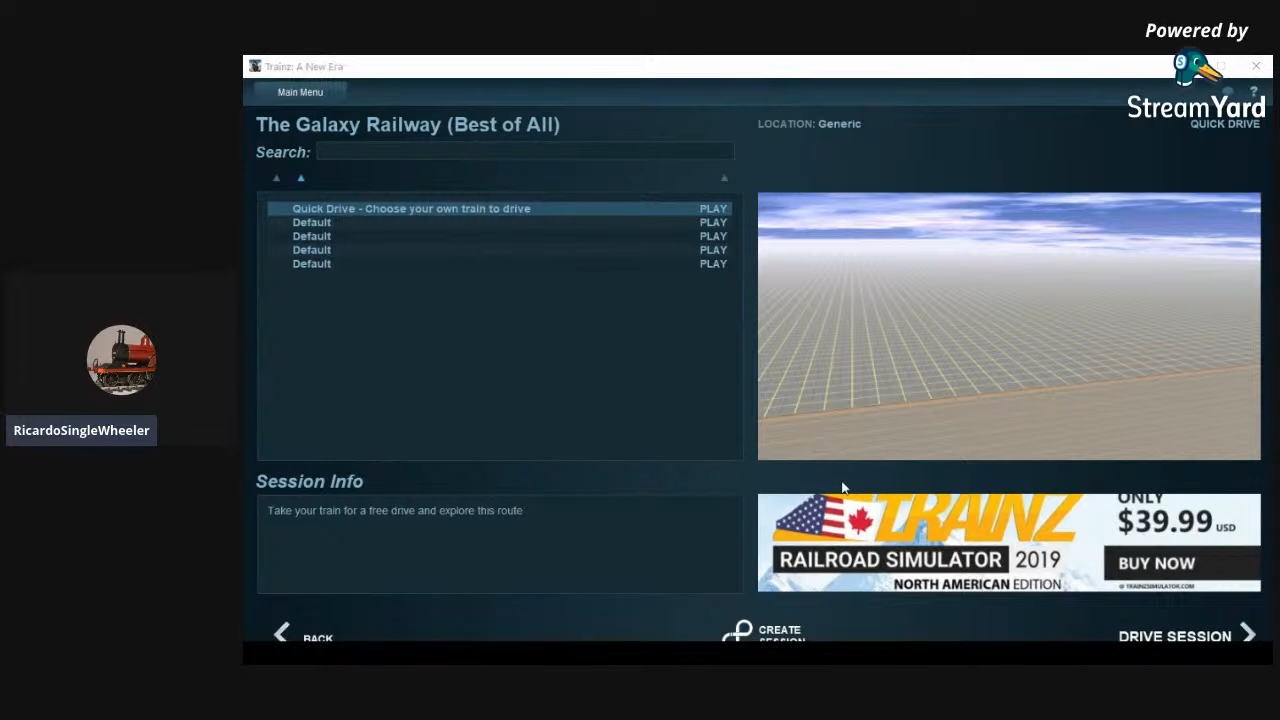 Powered by
StreamYard
Trainz: A New Era
Main Menu
?
The Galaxy Railway (Best of All)
LOCATION: Generic
QUICK DRIVE
Search:
Quick Drive - Choose your own train to drive PLAY
Default PLAY
Default PLAY
Default PLAY
Default PLAY
RicardoSingleWheeler
Session Info
Take your train for a free drive and explore this route
TRAINZ
RAILROAD SIMULATOR 2019
NORTH AMERICAN EDITION
ONLY
$39.99 USD
BUY NOW
@ TRAINZSIMULATOR.COM
BACK
CREATE
SESSION
DRIVE SESSION